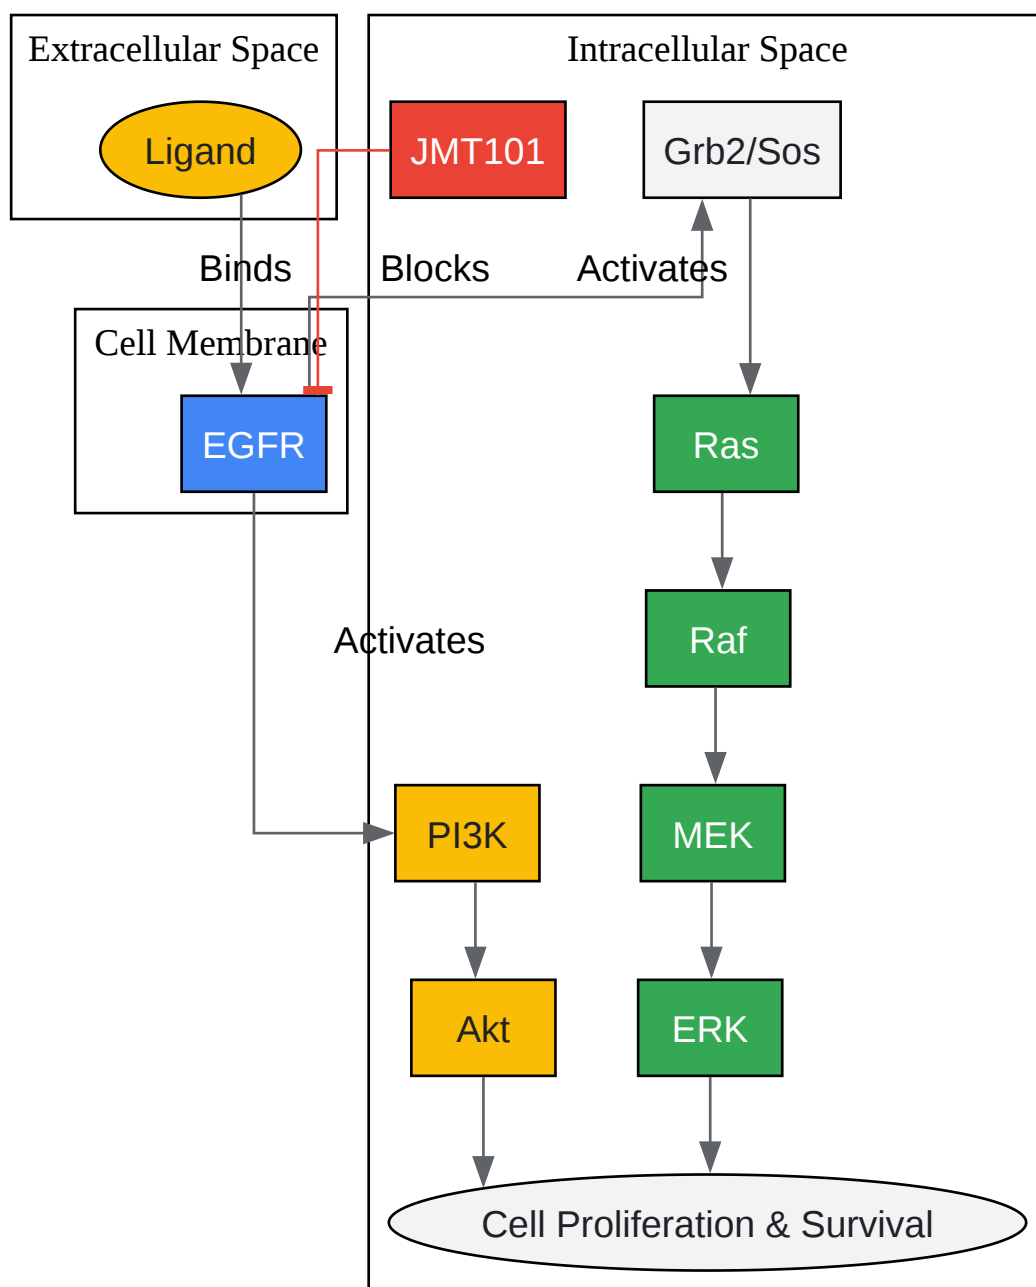 Extracellular Space
Intracellular Space
Ligand
JMT101
Grb2/Sos
Binds
Blocks
Activates
Cell Membrane
EGFR
Ras
Activates
Raf
PI3K
MEK
Akt
ERK
Cell Proliferation & Survival